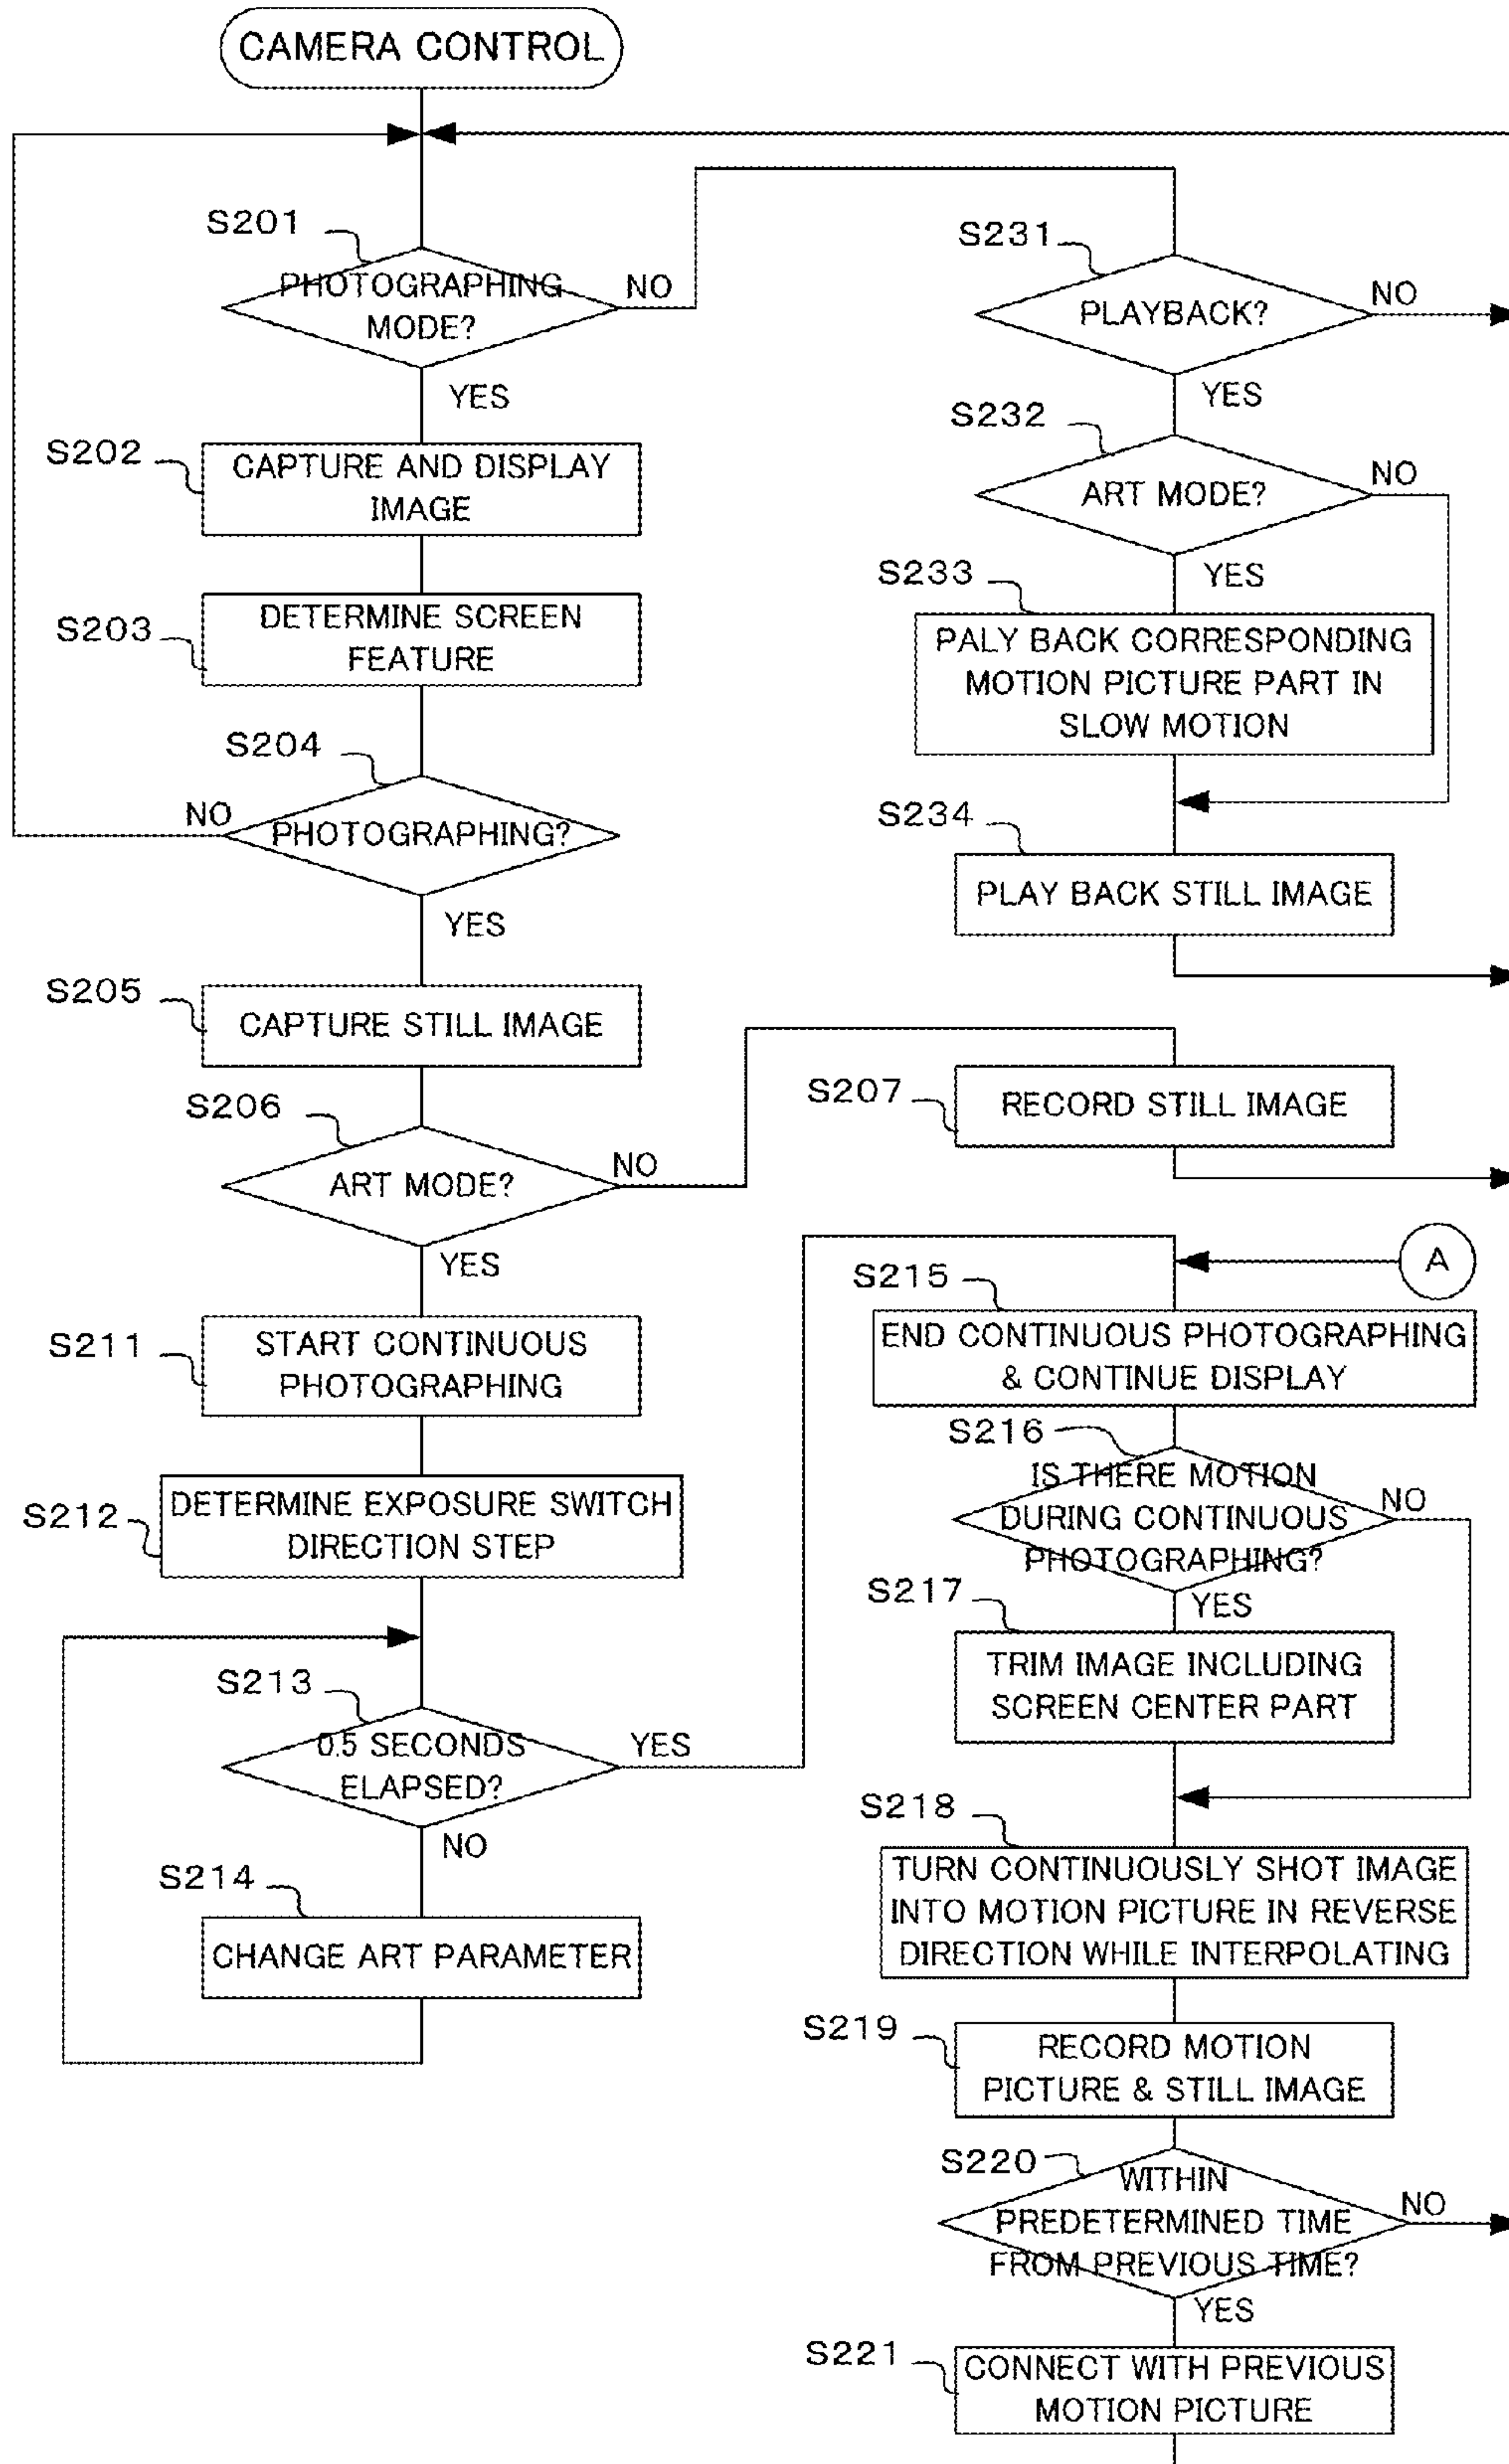 CAMERA CONTROL
S201
PHOTOGRAPHING
MODE?
NO
YES
S202
CAPTURE AND DISPLAY
IMAGE
S203
DETERMINE SCREEN
FEATURE
S204
NO
PHOTOGRAPHING?
YES
S205
CAPTURE STILL IMAGE
S206
ART MODE?
NO
YES
S211
START CONTINUOUS
PHOTOGRAPHING
S212
DETERMINE EXPOSURE SWITCH
DIRECTION STEP
S213
0.5 SECONDS
ELAPSED?
YES
NO
S214
CHANGE ART PARAMETER
S231
PLAYBACK?
NO
YES
S232
ART MODE?
NO
YES
S233
PALY BACK CORRESPONDING
MOTION PICTURE PART IN
SLOW MOTION
S234
PLAY BACK STILL IMAGE
S207
RECORD STILL IMAGE
A
S215
END CONTINUOUS PHOTOGRAPHING
& CONTINUE DISPLAY
S216
IS THERE MOTION
DURING CONTINUOUS
PHOTOGRAPHING?
NO
YES
S217
TRIM IMAGE INCLUDING
SCREEN CENTER PART
S218
TURN CONTINUOUSLY SHOT IMAGE
INTO MOTION PICTURE IN REVERSE
DIRECTION WHILE INTERPOLATING
S219
RECORD MOTION
PICTURE & STILL IMAGE
S220
WITHIN
PREDETERMINED TIME
FROM PREVIOUS TIME?
NO
YES
S221
CONNECT WITH PREVIOUS
MOTION PICTURE